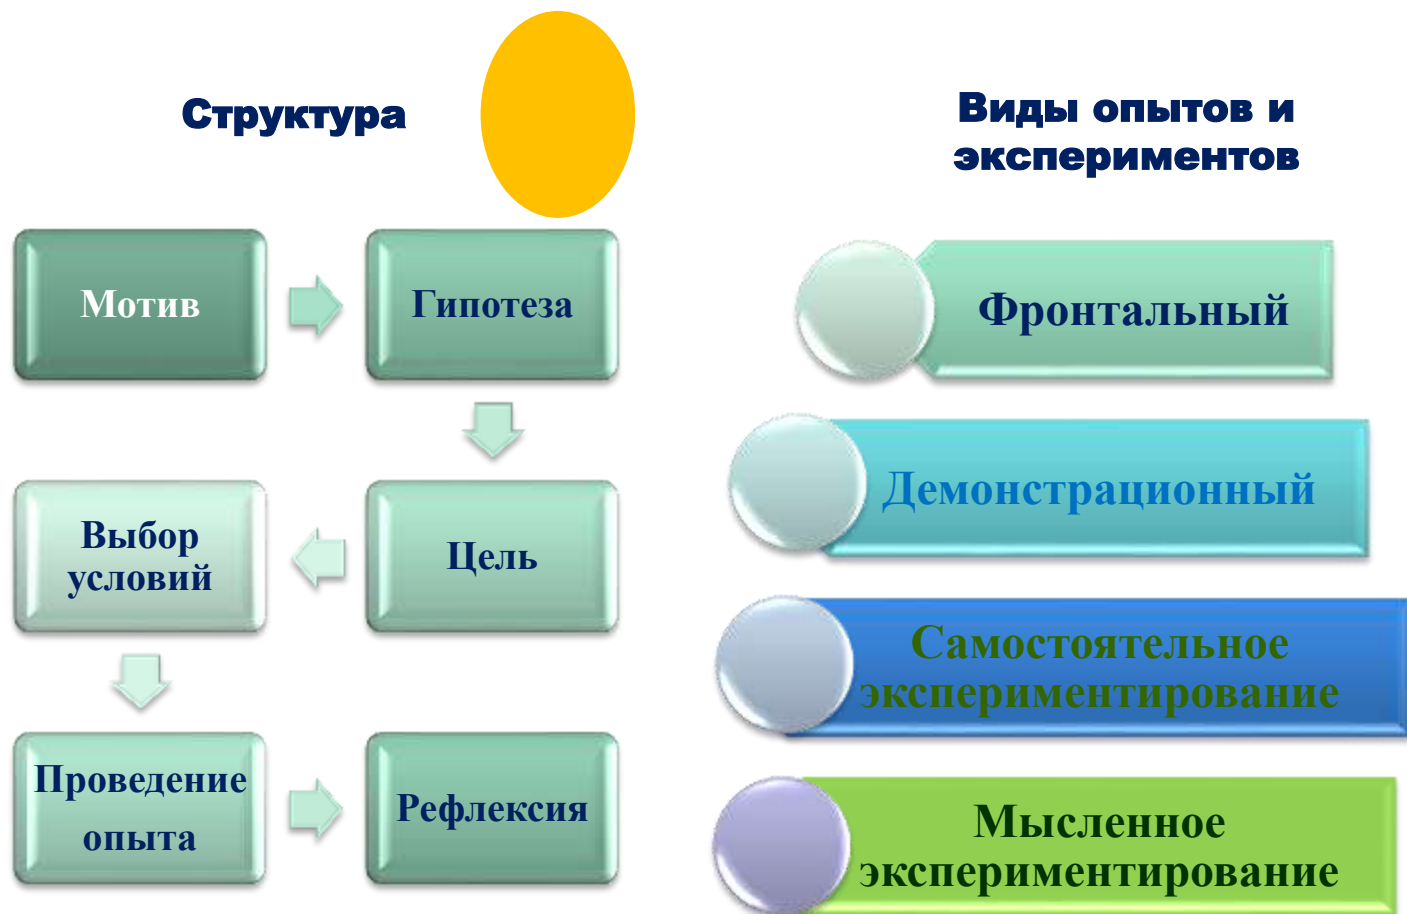 Структура
Мотив
Гипотеза
Выбор
условий
Цель
Проведение
опыта
Рефлексия
Виды опытов и
экспериментов
Фронтальный
Демонстрационный
Самостоятельное
экспериментирование
Мысленное
экспериментирование